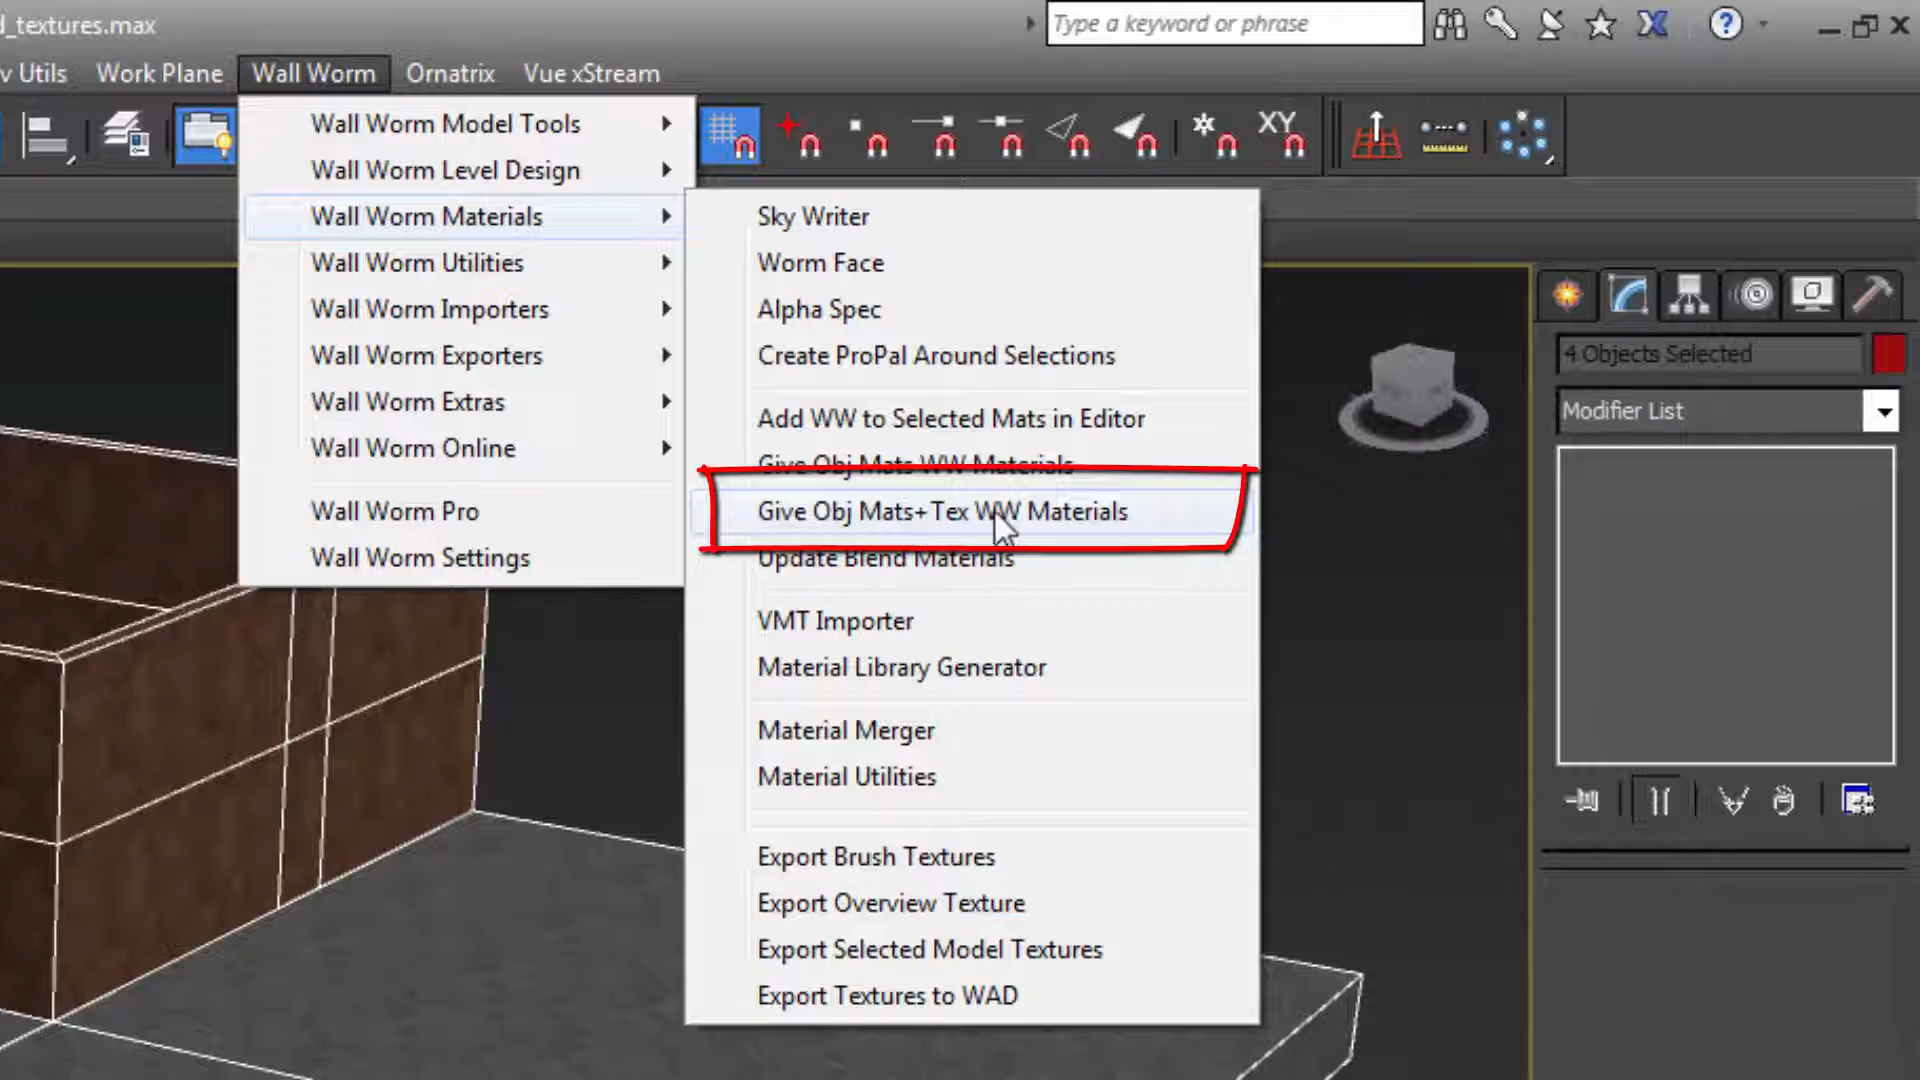 d_textures.max
Type a keyword or phrase
v Utils
Work Plane
Wall Worm
Ornatrix
Vue xStream
Wall Worm Model Tools
Wall Worm Level Design
Wall Worm Materials
Wall Worm Utilities
Wall Worm Importers
Wall Worm Exporters
Wall Worm Extras
Wall Worm Online
Wall Worm Pro
Wall Worm Settings
XY
Sky Writer
Worm Face
Alpha Spec
Create ProPal Around Selections
Add WW to Selected Mats in Editor
Give Obj Mats WW Materials
Give Obj Mats+Tex WW Materials
Update Blend Materials
VMT Importer
Material Library Generator
Material Merger
Material Utilities
Export Brush Textures
Export Overview Texture
Export Selected Model Textures
Export Textures to WAD
4 Objects Selected
Modifier List